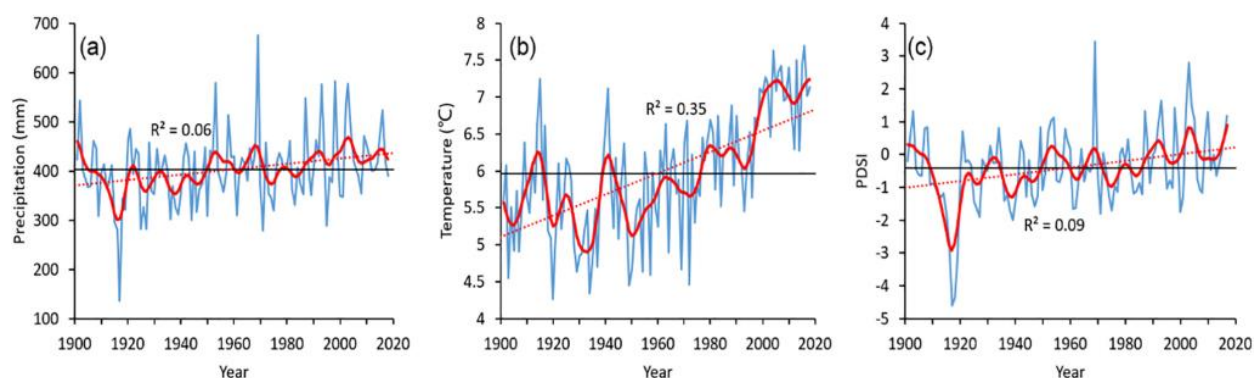 (a)
Precipitation (mm)
700
600
500
400
300
200
100
R² = 0.06
1900 1920 1940 1960 1980 2000 2020
Year
(b)
Temperature (°C)
8
7.5
7
6.5
6
5.5
5
4.5
4
R² = 0.35
1900 1920 1940 1960 1980 2000 2020
Year
(c)
PDSI
4
3
2
1
0
-1
-2
-3
-4
-5
R² = 0.09
1900 1920 1940 1960 1980 2000 2020
Year